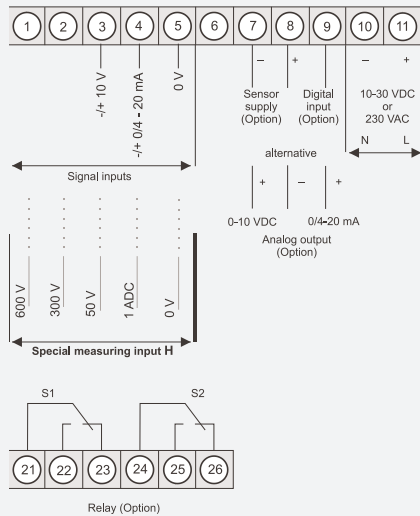 1 2 3 4 5 6 7 8 9 10 11
-/+ 10 V
-/+ 0/4 - 20 mA
0 V
– +
– +
Sensor
supply
(Option)
Digital
input
(Option)
10-30 VDC
or
230 VAC
N L
alternative
Signal inputs
+ – +
0-10 VDC 0/4-20 mA
Analog output
(Option)
600 V
300 V
50 V
1 ADC
0 V
Special measuring input H
S1 S2
21 22 23 24 25 26
Relay (Option)